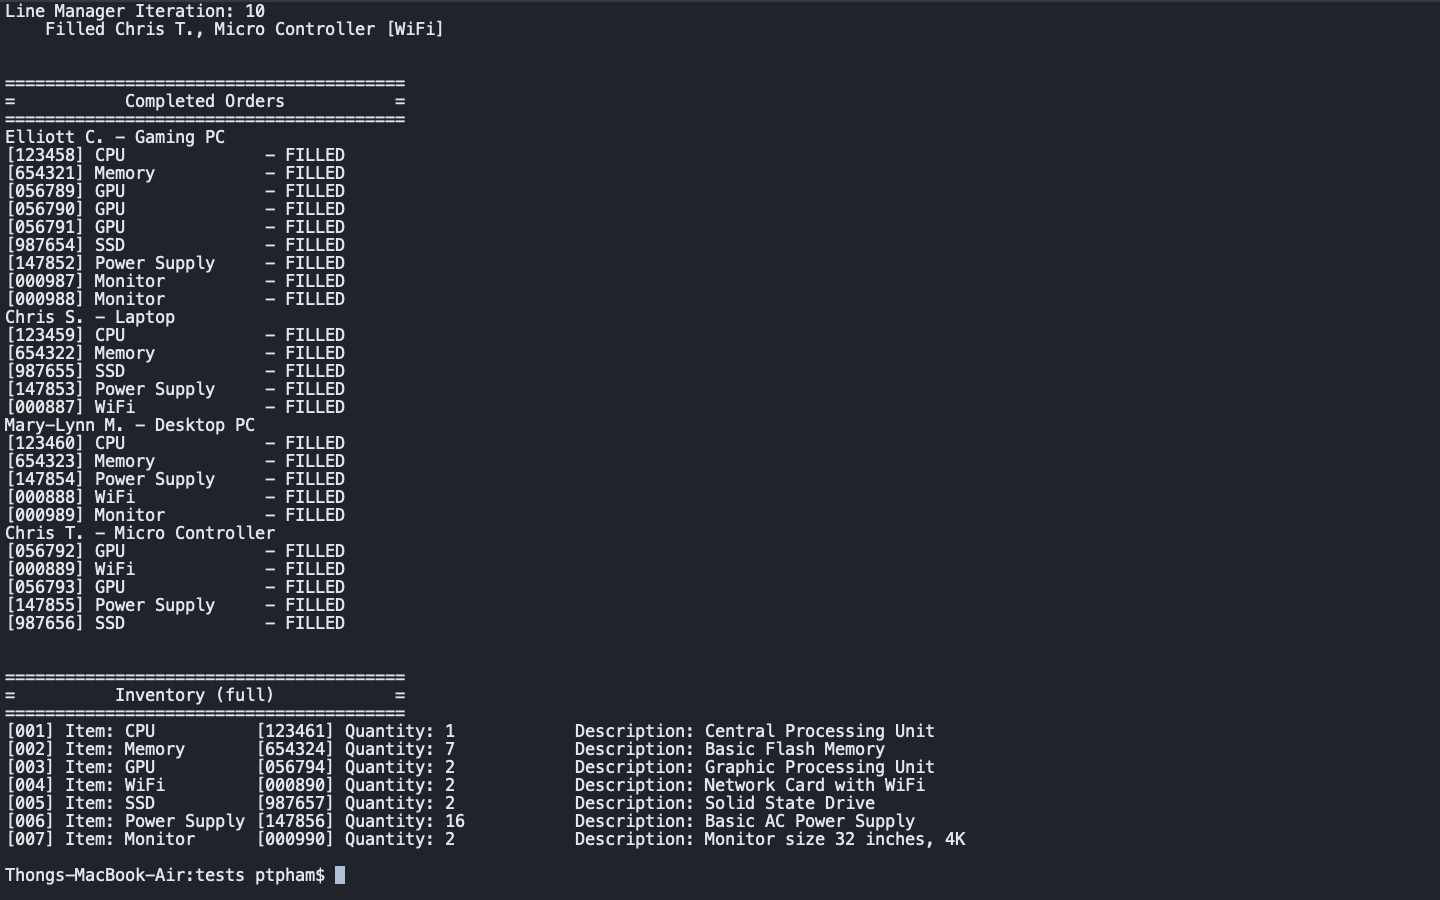 Line Manager Iteration: 10
    Filled Chris T., Micro Controller [WiFi]
========================================
=           Completed Orders           =
========================================
Elliott C. – Gaming PC
[123458] CPU              – FILLED
[654321] Memory           – FILLED
[056789] GPU              – FILLED
[056790] GPU              – FILLED
[056791] GPU              – FILLED
[987654] SSD              – FILLED
[147852] Power Supply     – FILLED
[000987] Monitor          – FILLED
[000988] Monitor          – FILLED
Chris S. – Laptop
[123459] CPU              – FILLED
[654322] Memory           – FILLED
[987655] SSD              – FILLED
[147853] Power Supply     – FILLED
[000887] WiFi             – FILLED
Mary–Lynn M. – Desktop PC
[123460] CPU              – FILLED
[654323] Memory           – FILLED
[147854] Power Supply     – FILLED
[000888] WiFi             – FILLED
[000989] Monitor          – FILLED
Chris T. – Micro Controller
[056792] GPU              – FILLED
[000889] WiFi             – FILLED
[056793] GPU              – FILLED
[147855] Power Supply     – FILLED
[987656] SSD              – FILLED
========================================
=          Inventory (full)            =
========================================
[001] Item: CPU          [123461] Quantity: 1            Description: Central Processing Unit
[002] Item: Memory       [654324] Quantity: 7            Description: Basic Flash Memory
[003] Item: GPU          [056794] Quantity: 2            Description: Graphic Processing Unit
[004] Item: WiFi         [000890] Quantity: 2            Description: Network Card with WiFi
[005] Item: SSD          [987657] Quantity: 2            Description: Solid State Drive
[006] Item: Power Supply [147856] Quantity: 16           Description: Basic AC Power Supply
[007] Item: Monitor      [000990] Quantity: 2            Description: Monitor size 32 inches, 4K
Thongs–MacBook–Air:tests ptpham$